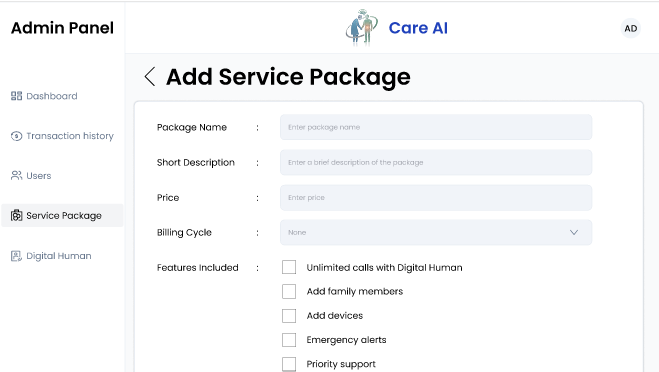 Admin Panel
Care AI
AD
Dashboard
Transaction history
Users
Service Package
Digital Human
Add Service Package
Package Name : Enter package name
Short Description : Enter a brief description of the package
Price : Enter price
Billing Cycle : None
Features Included : Unlimited calls with Digital Human
Add family members
Add devices
Emergency alerts
Priority support